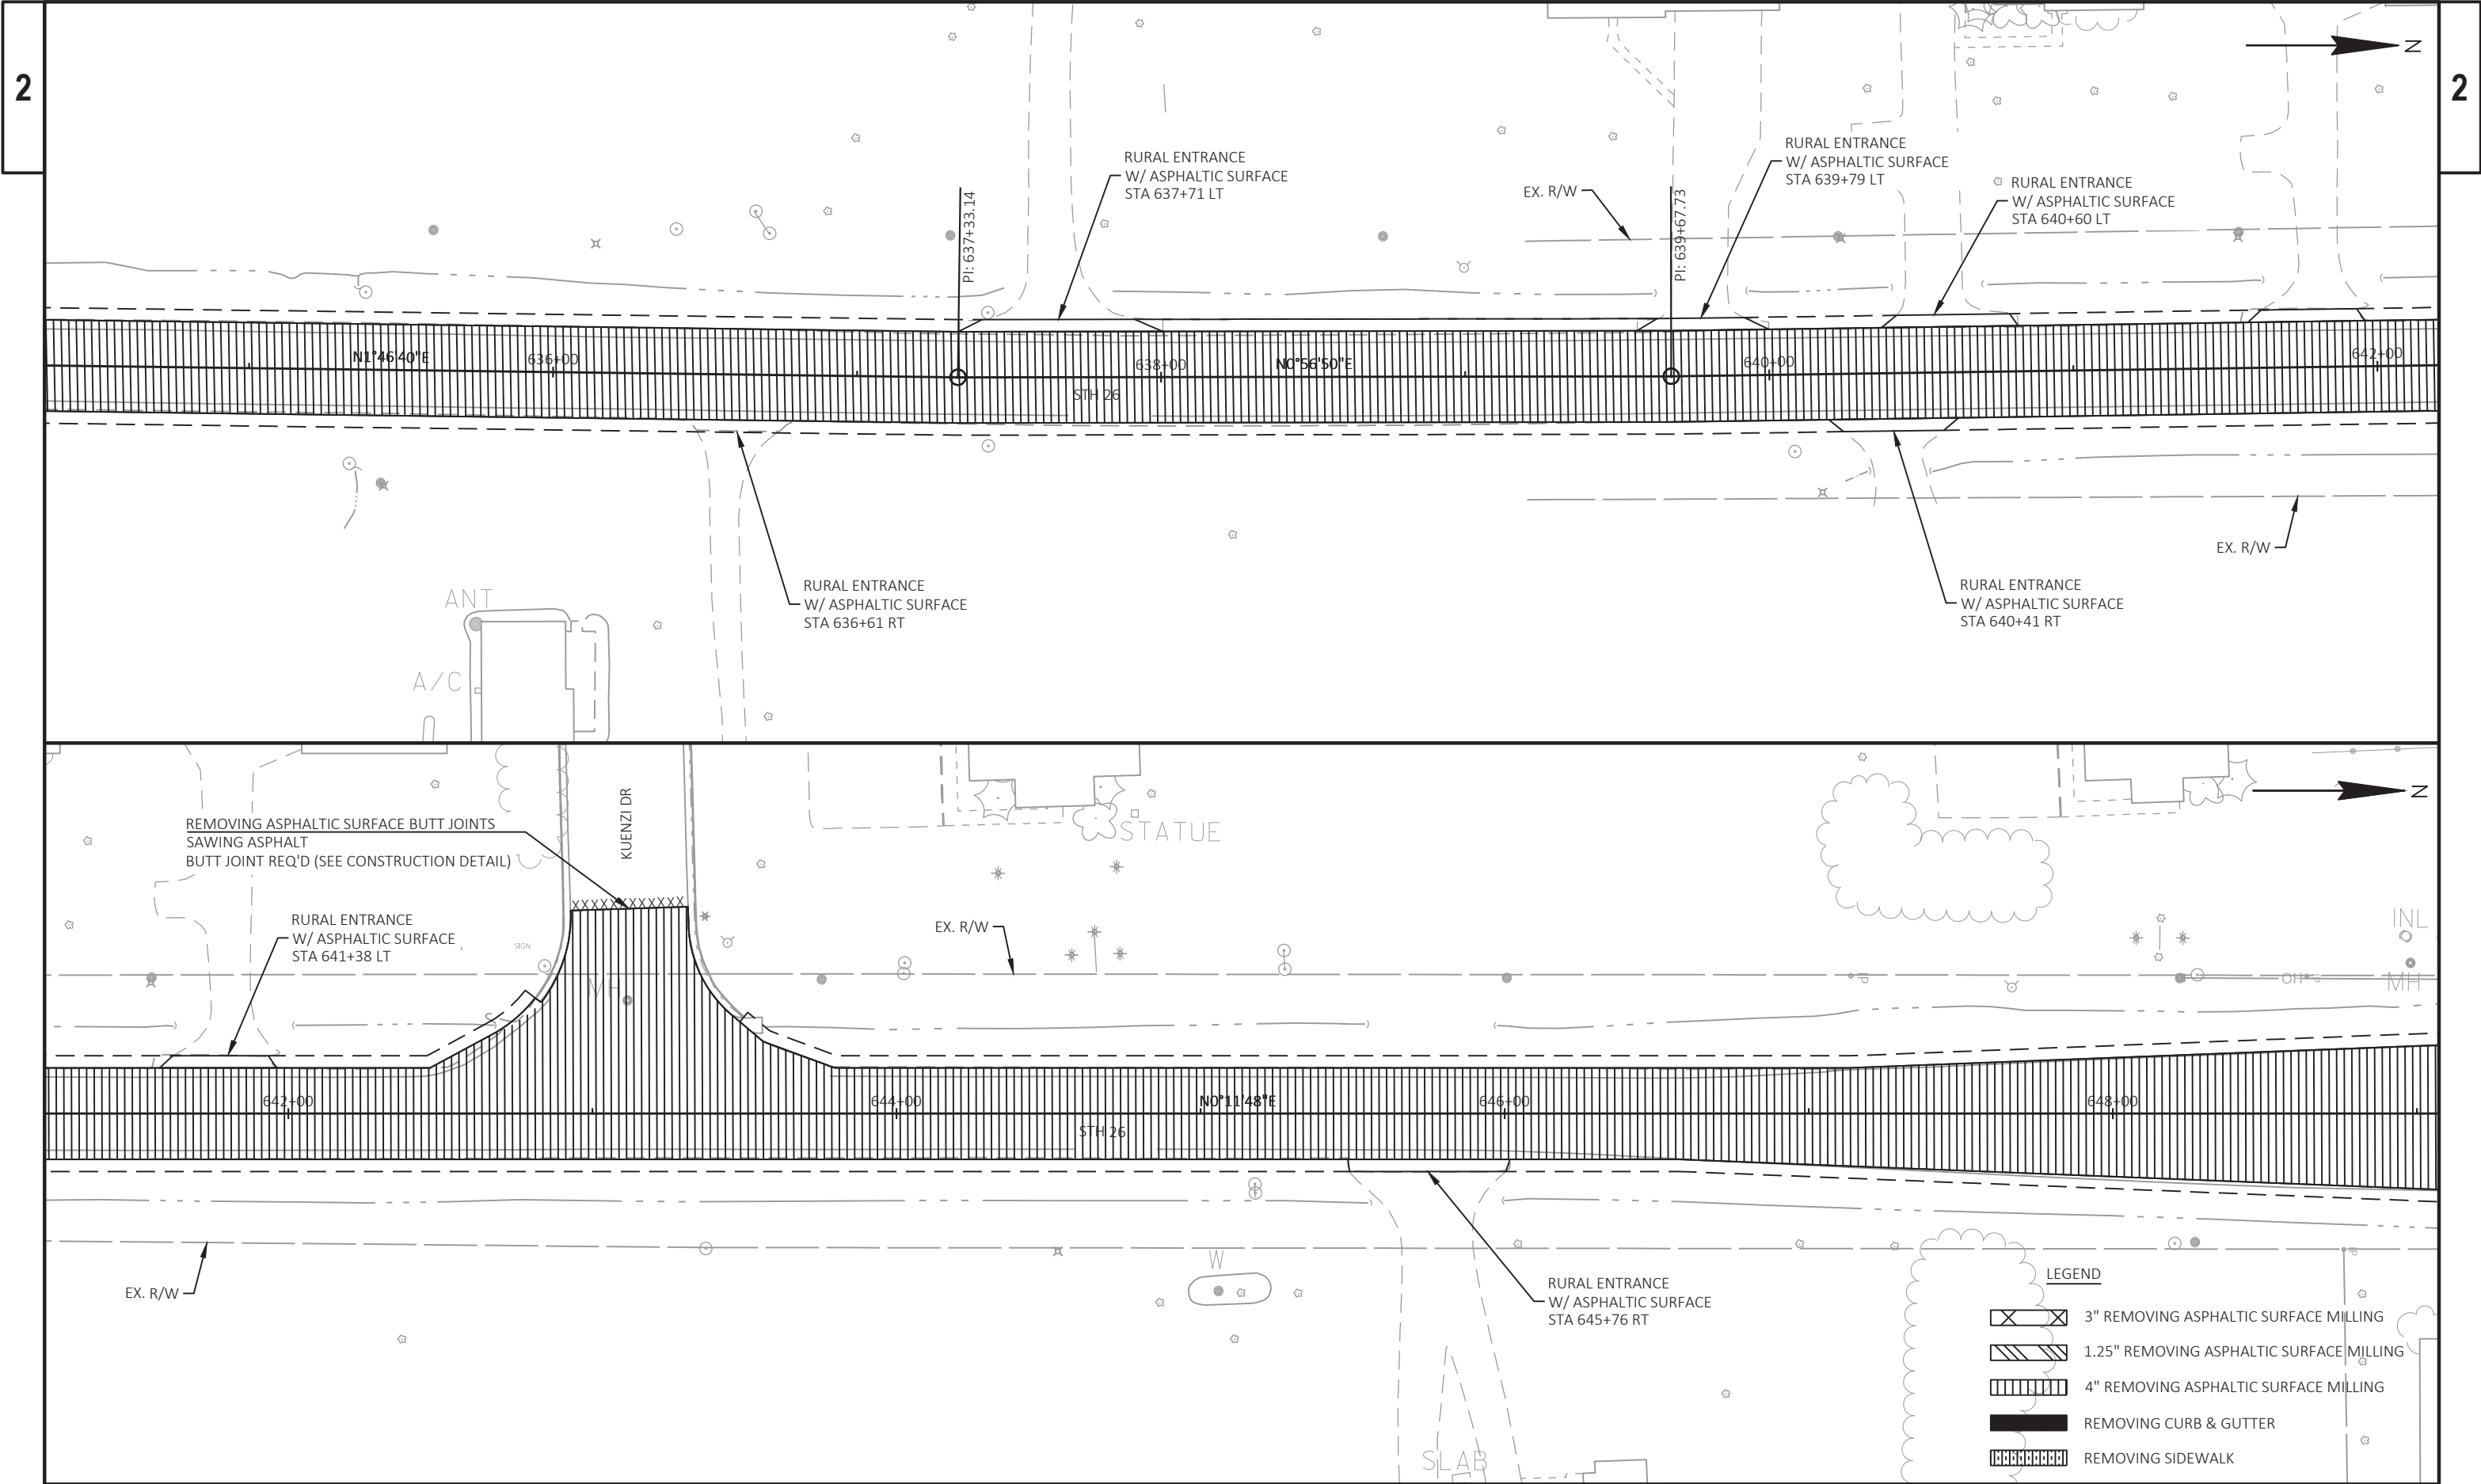 2
2
N
RURAL ENTRANCE
W/ ASPHALTIC SURFACE
STA 637+71 LT
EX. R/W
RURAL ENTRANCE
W/ ASPHALTIC SURFACE
STA 639+79 LT
RURAL ENTRANCE
W/ ASPHALTIC SURFACE
STA 640+60 LT
PI: 637+33.14
PI: 639+67.73
N1°46'40"E
636+00
638+00
N0°56'50"E
640+00
642+00
STH 26
EX. R/W
RURAL ENTRANCE
W/ ASPHALTIC SURFACE
STA 636+61 RT
RURAL ENTRANCE
W/ ASPHALTIC SURFACE
STA 640+41 RT
ANT
A/C
N
KUENZI DR
REMOVING ASPHALTIC SURFACE BUTT JOINTS
SAWING ASPHALT
BUTT JOINT REQ'D (SEE CONSTRUCTION DETAIL)
STATUE
RURAL ENTRANCE
W/ ASPHALTIC SURFACE
STA 641+38 LT
SIGN
EX. R/W
INL
MH
OH
P
P
MH
642+00
644+00
N0°11'48"E
646+00
648+00
STH 26
EX. R/W
W
P
RURAL ENTRANCE
W/ ASPHALTIC SURFACE
STA 645+76 RT
SLAB
LEGEND
3" REMOVING ASPHALTIC SURFACE MILLING
1.25" REMOVING ASPHALTIC SURFACE MILLING
4" REMOVING ASPHALTIC SURFACE MILLING
REMOVING CURB & GUTTER
REMOVING SIDEWALK